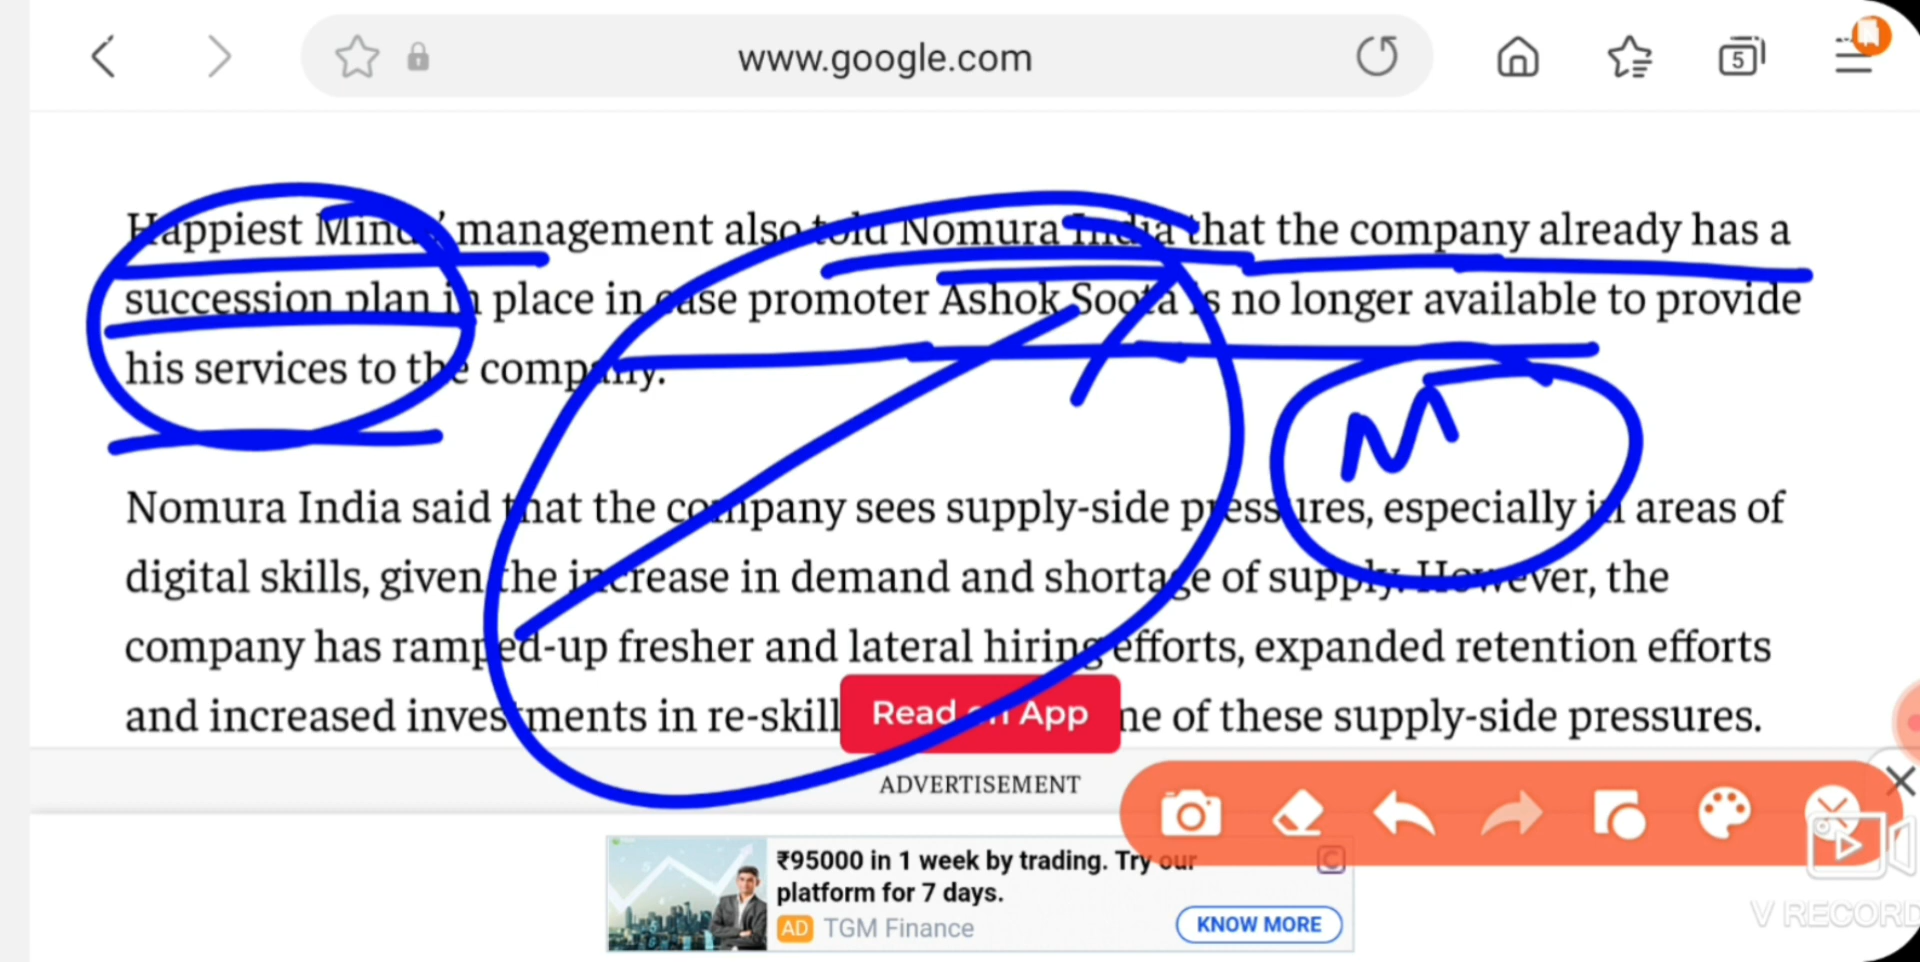 www.google.com
5
Happiest Minds' management also told Nomura India that the company already has a
succession plan in place in case promoter Ashok Soota is no longer available to provide
his services to the company.
M
Nomura India said that the company sees supply-side pressures, especially in areas of
digital skills, given the increase in demand and shortage of supply. However, the
company has ramped-up fresher and lateral hiring efforts, expanded retention efforts
and increased investments in re-skill me of these supply-side pressures.
Read on App
ADVERTISEMENT
₹95000 in 1 week by trading. Try our
platform for 7 days.
AD TGM Finance
KNOW MORE
V RECORD